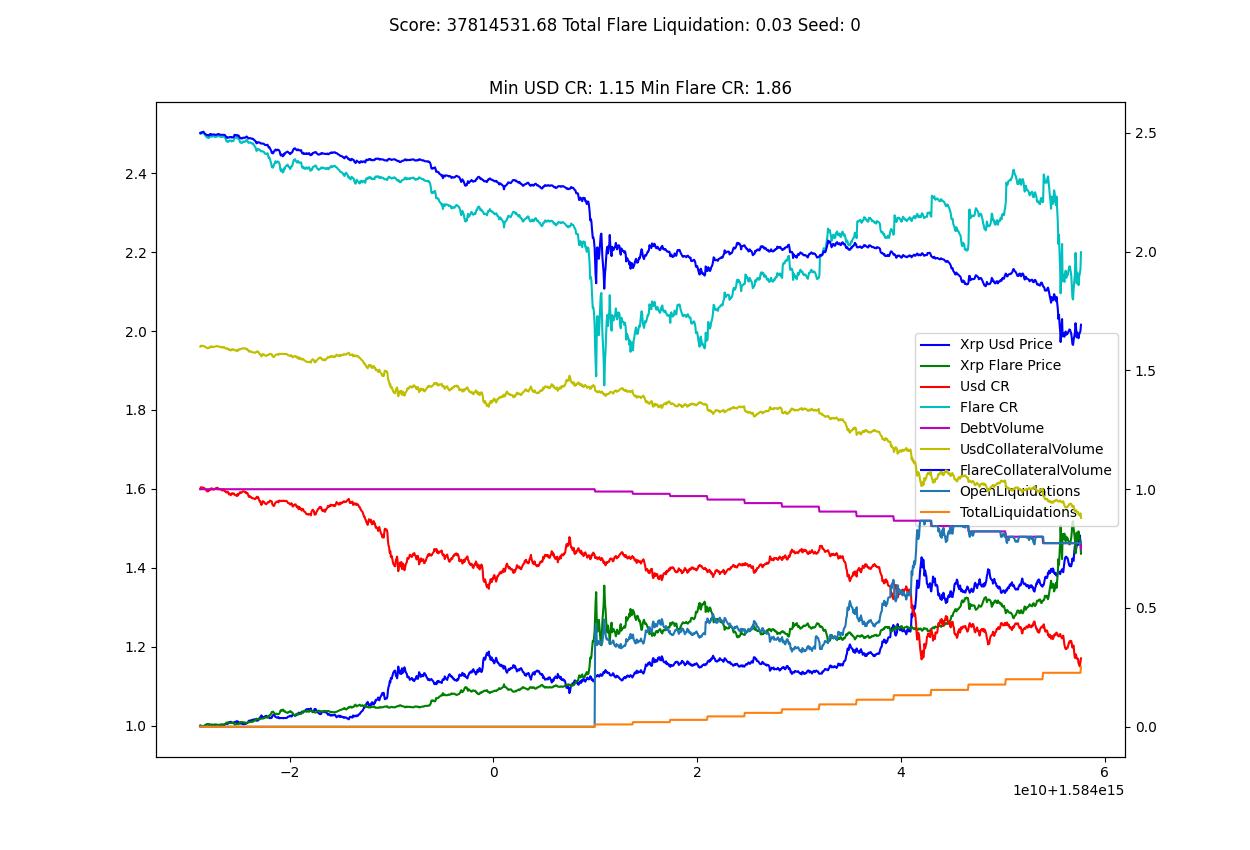 Score: 37814531.68 Total Flare Liquidation: 0.03 Seed: 0
Min USD CR: 1.15 Min Flare CR: 1.86
2.4
2.2
2.0
1.8
1.6
1.4
1.2
1.0
2.5
2.0
1.5
1.0
0.5
0.0
Xrp Usd Price
Xrp Flare Price
Usd CR
Flare CR
DebtVolume
UsdCollateralVolume
FlareCollateralVolume
OpenLiquidations
TotalLiquidations
−2 0 2 4 6
1e10+1.584e15